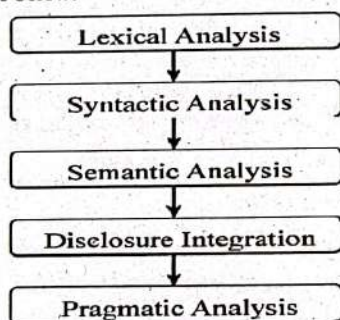 Lexical Analysis
Syntactic Analysis
Semantic Analysis
Disclosure Integration
Pragmatic Analysis